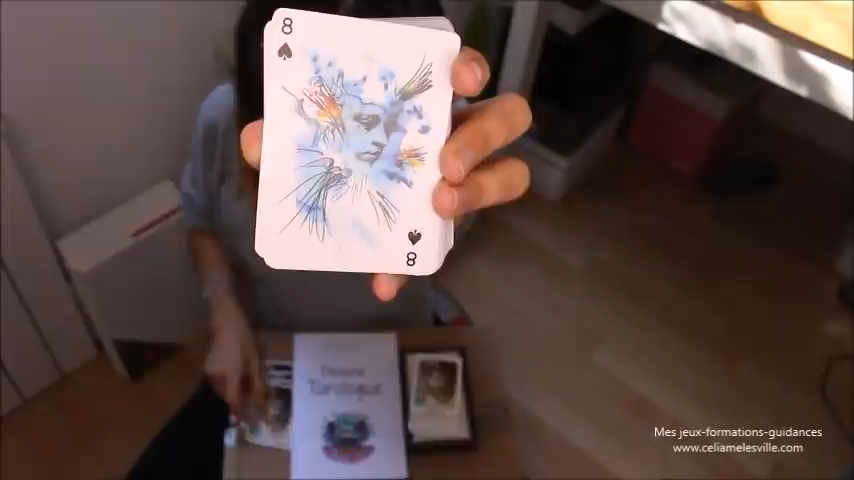 8
8
Tarologue
Mes jeux-formations-guidances
www.celiamelesville.com